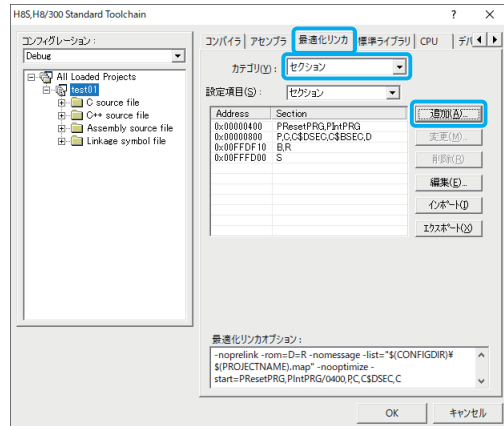 H8S,H8/300 Standard Toolchain
コンフィグレーション :
Debug
All Loaded Projects
test01
C source file
C++ source file
Assembly source file
Linkage symbol file
コンパイラ アセンブラ 最適化リンカ 標準ライブラリ CPU デバ
カテゴリ(Y) : セクション
設定項目(S) : セクション
Address Section
0x00000400 PResetPRG,PIntPRG
0x00000800 P,C,C$DSEC,C$BSEC,D
0x00FFDF10 B,R
0x00FFFD00 S
追加(A)...
変更(M)...
削除(R)
編集(E)...
インポート(I)
エクスポート(X)
最適化リンカオプション :
-noprelink -rom=D=R -nomessage -list="$(CONFIGDIR)¥
$(PROJECTNAME).map" -nooptimize -
start=PResetPRG,PIntPRG/0400,P,C,C$DSEC,C
OK キャンセル